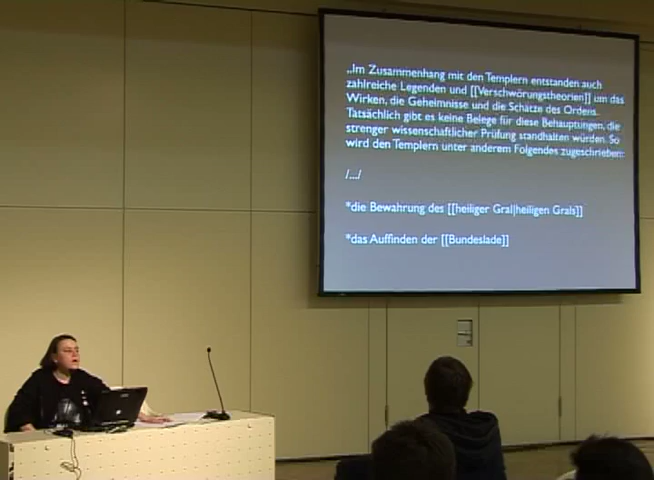 „Im Zusammenhang mit den Templern entstanden auch
zahlreiche Legenden und [[Verschwörungstheorien]] um das
Wirken, die Geheimnisse und die Schätze des Ordens.
Tatsächlich gibt es keine Belege für diese Behauptungen, die
strenger wissenschaftlicher Prüfung standhalten würden. So
wird den Templern unter anderem Folgendes zugeschrieben:
/.../
*die Bewahrung des [[heiliger Gral|heiligen Grals]]
*das Auffinden der [[Bundeslade]]